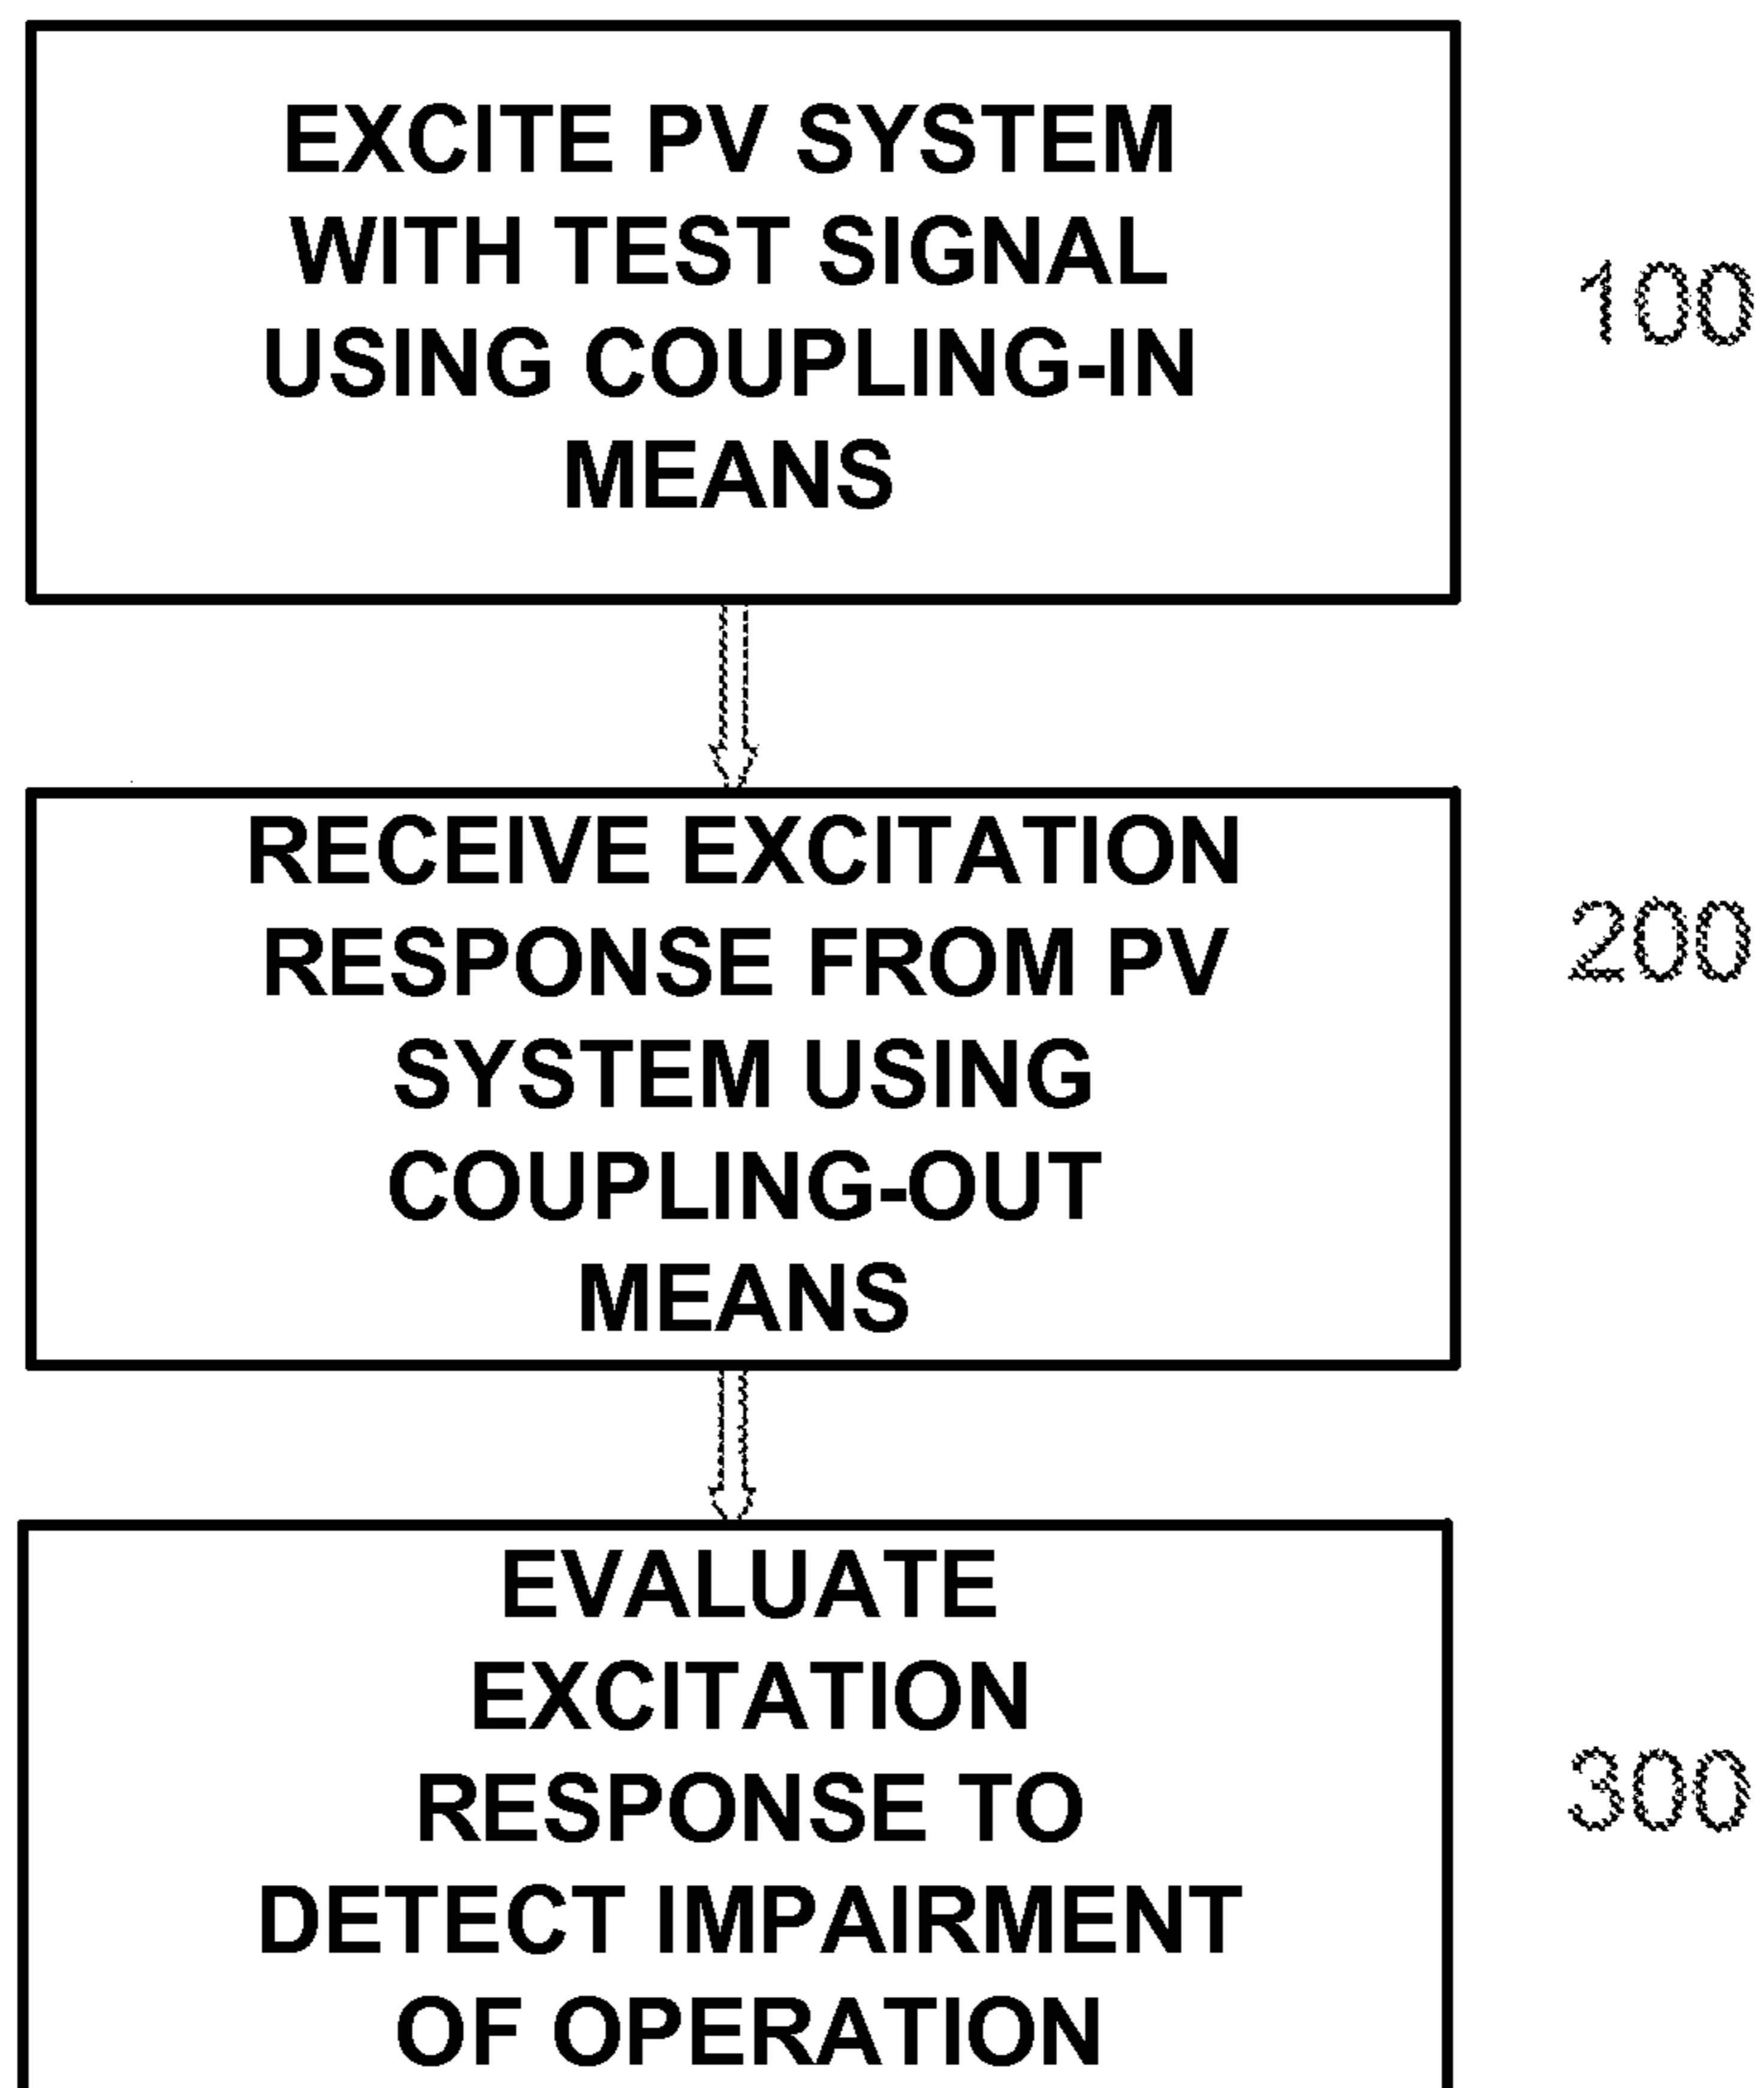 EXCITE PV SYSTEM
WITH TEST SIGNAL
USING COUPLING-IN
MEANS
100
RECEIVE EXCITATION
RESPONSE FROM PV
SYSTEM USING
COUPLING-OUT
MEANS
200
EVALUATE
EXCITATION
RESPONSE TO
DETECT IMPAIRMENT
OF OPERATION
300